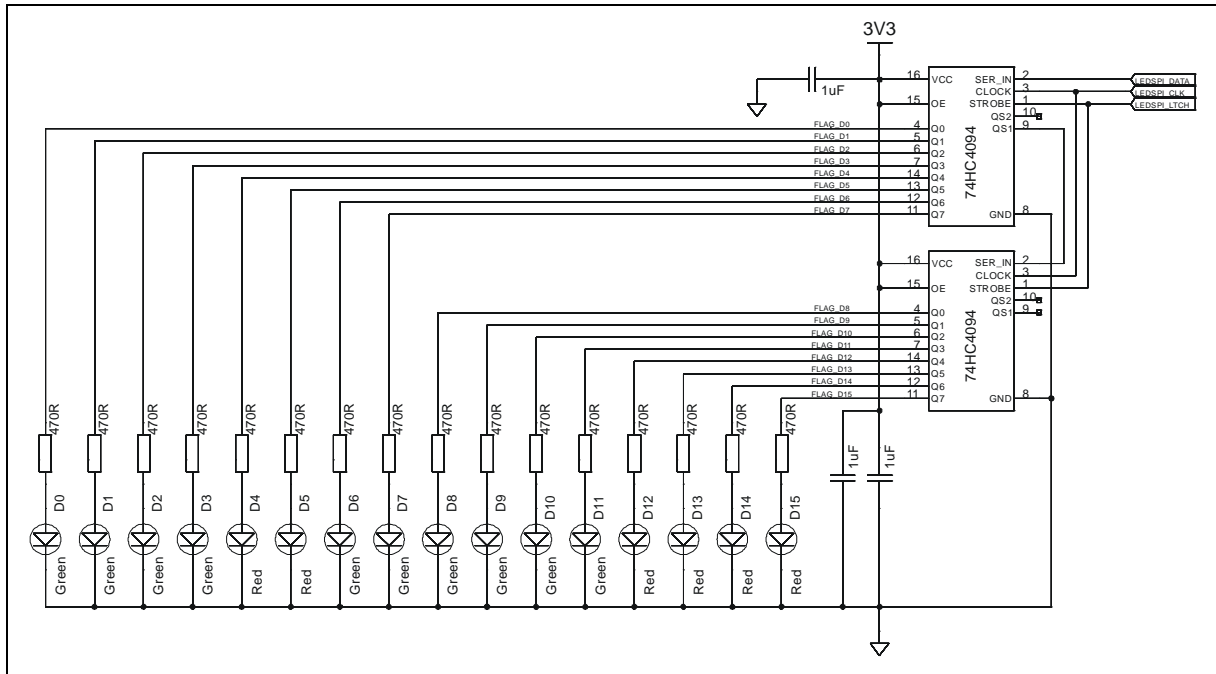 3V3
1uF
16 VCC SER_IN 2 LEDSPI_DATA
CLOCK 3 LEDSPI_CLK
15 OE STROBE 1 LEDSPI_LTCH
QS2 10
FLAG_D0 4 Q0 QS1 9
FLAG_D1 5 Q1
FLAG_D2 6 Q2
FLAG_D3 7 Q3
FLAG_D4 14 Q4
FLAG_D5 13 Q5
FLAG_D6 12 Q6
FLAG_D7 11 Q7 GND 8
74HC4094
16 VCC SER_IN 2
CLOCK 3
15 OE STROBE 1
QS2 10
FLAG_D8 4 Q0 QS1 9
FLAG_D9 5 Q1
FLAG_D10 6 Q2
FLAG_D11 7 Q3
FLAG_D12 14 Q4
FLAG_D13 13 Q5
FLAG_D14 12 Q6
FLAG_D15 11 Q7 GND 8
74HC4094
470R 470R 470R 470R 470R 470R 470R 470R 470R 470R 470R 470R 470R 470R 470R 470R
1uF 1uF
D0 D1 D2 D3 D4 D5 D6 D7 D8 D9 D10 D11 D12 D13 D14 D15
Green Green Green Green Red Red Green Green Green Green Green Green Red Red Red Red